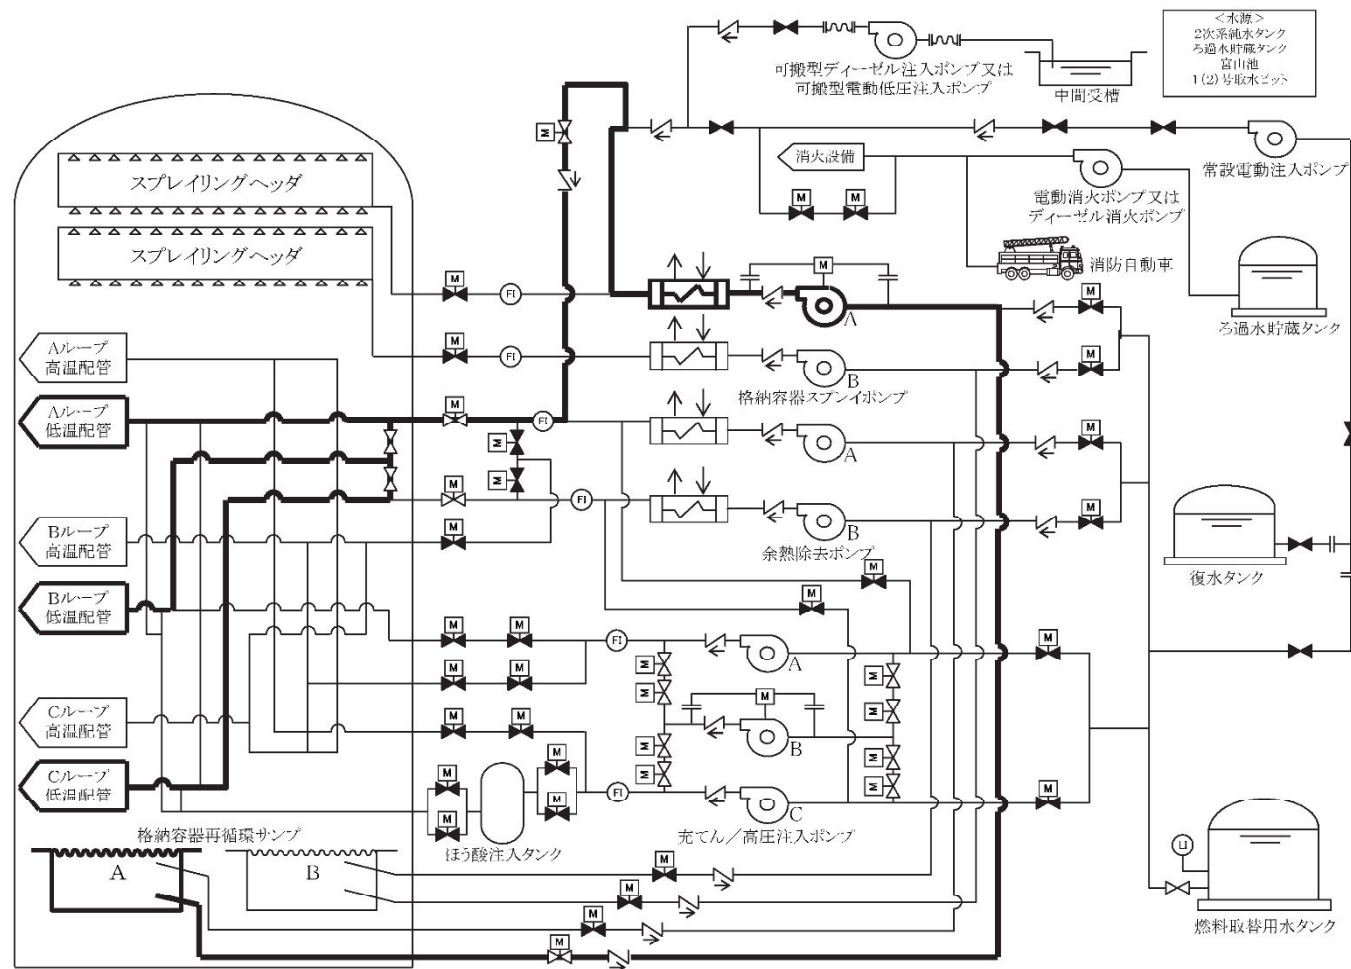 <水源>
2次系純水タンク
ろ過水貯蔵タンク
宮山池
1(2)号取水ピット
可搬型ディーゼル注入ポンプ又は
可搬型電動低圧注入ポンプ
中間受槽
常設電動注入ポンプ
消火設備
電動消火ポンプ又は
ディーゼル消火ポンプ
消防自動車
ろ過水貯蔵タンク
スプレイリングヘッダ
スプレイリングヘッダ
M
M
M
M
M
M
FI
A
M
M
FI
B
格納容器スプレイポンプ
Aループ
高温配管
Aループ
低温配管
M
FI
M
A
M
M
M
FI
B
M
余熱除去ポンプ
Bループ
高温配管
M
M
M
Bループ
低温配管
復水タンク
M
M
FI
M
A
M
M
M
M
M
M
Cループ
高温配管
M
M
M
M
M
B
M
Cループ
低温配管
M
M
M
M
FI
M
C
M
M
M
ほう酸注入タンク
充てん/高圧注入ポンプ
格納容器再循環サンプ
A
B
M
M
M
M
LI
燃料取替用水タンク